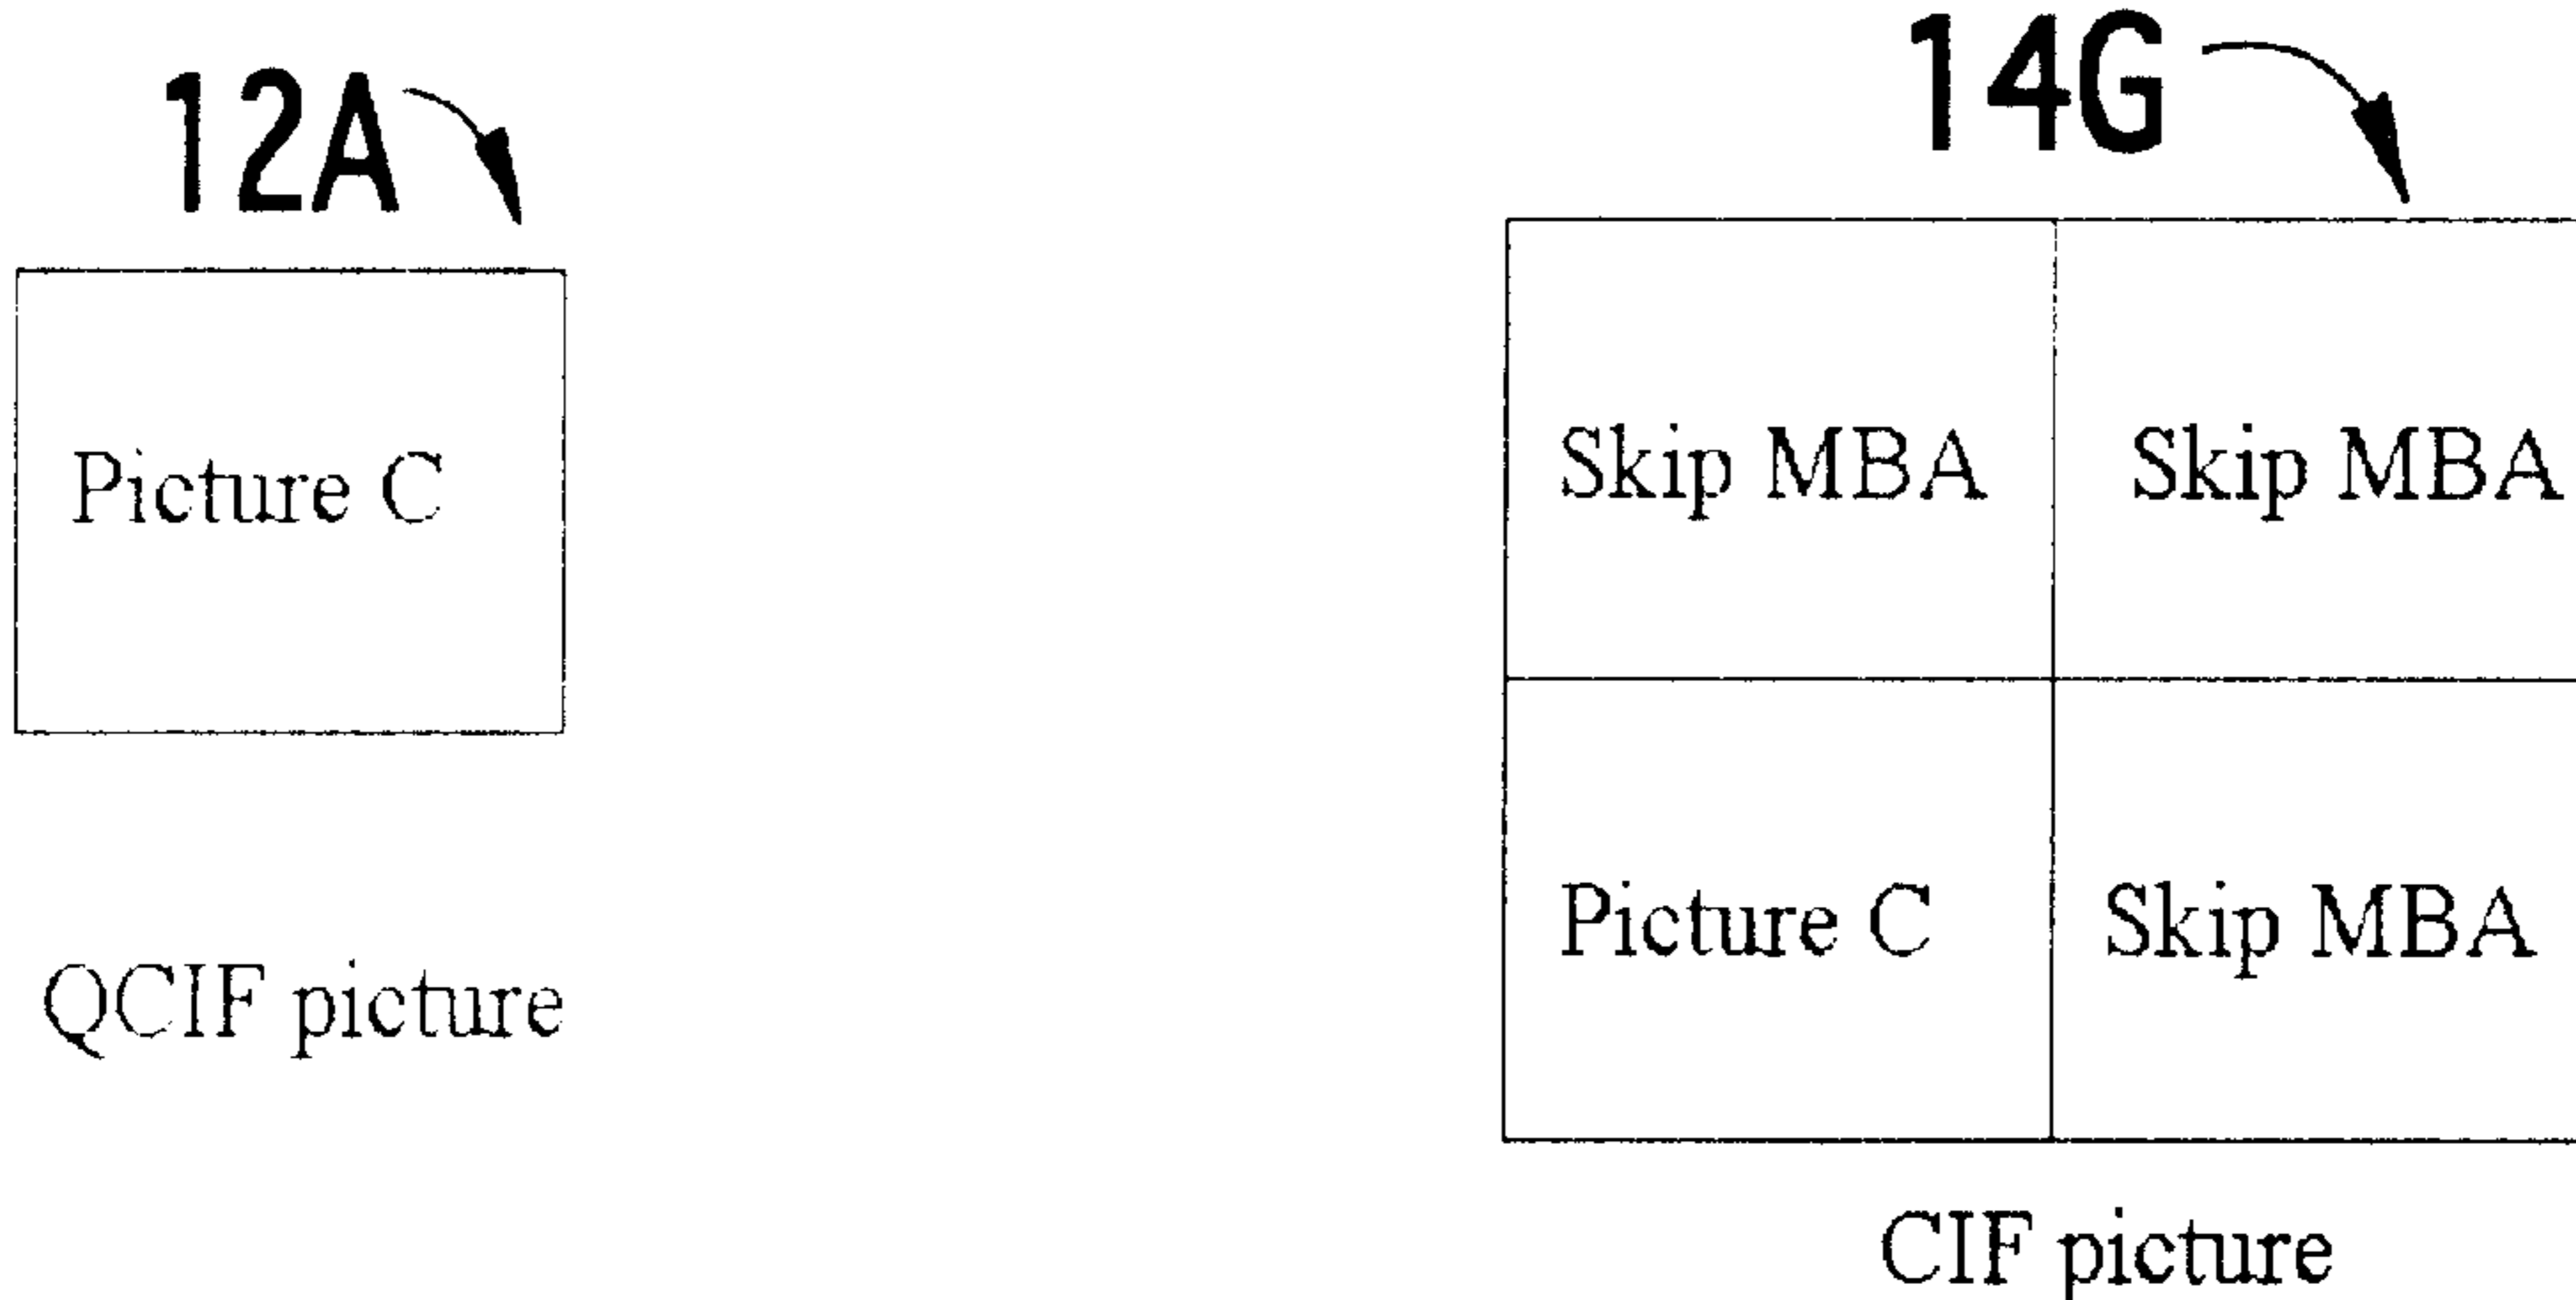 12A
Picture C
QCIF picture
14G
Skip MBA Skip MBA
Picture C Skip MBA
CIF picture